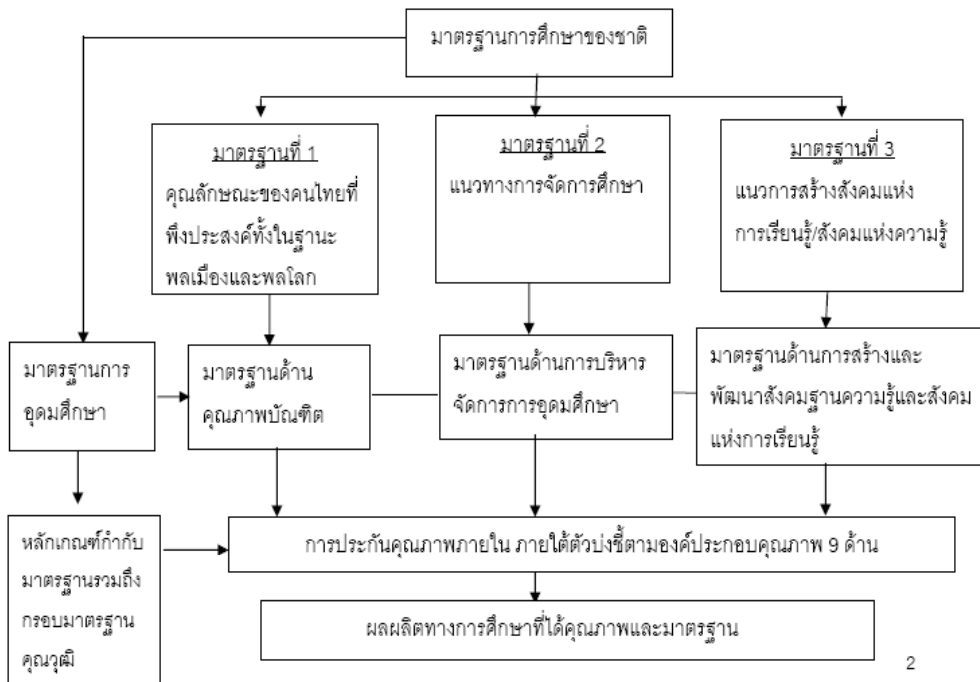 มาตรฐานการศึกษาของชาติ
มาตรฐานที่ 1
คุณลักษณะของคนไทยที่
พึงประสงค์ทั้งในฐานะ
พลเมืองและพลโลก
มาตรฐานที่ 2
แนวทางการจัดการศึกษา
มาตรฐานที่ 3
แนวการสร้างสังคมแห่ง
การเรียนรู้/สังคมแห่งความรู้
มาตรฐานการ
อุดมศึกษา
มาตรฐานด้าน
คุณภาพบัณฑิต
มาตรฐานด้านการบริหาร
จัดการการอุดมศึกษา
มาตรฐานด้านการสร้างและ
พัฒนาสังคมฐานความรู้และสังคม
แห่งการเรียนรู้
หลักเกณฑ์กำกับ
มาตรฐานรวมถึง
กรอบมาตรฐาน
คุณวุฒิ
การประกันคุณภาพภายใน ภายใต้ตัวบ่งชี้ตามองค์ประกอบคุณภาพ 9 ด้าน
ผลผลิตทางการศึกษาที่ได้คุณภาพและมาตรฐาน
2